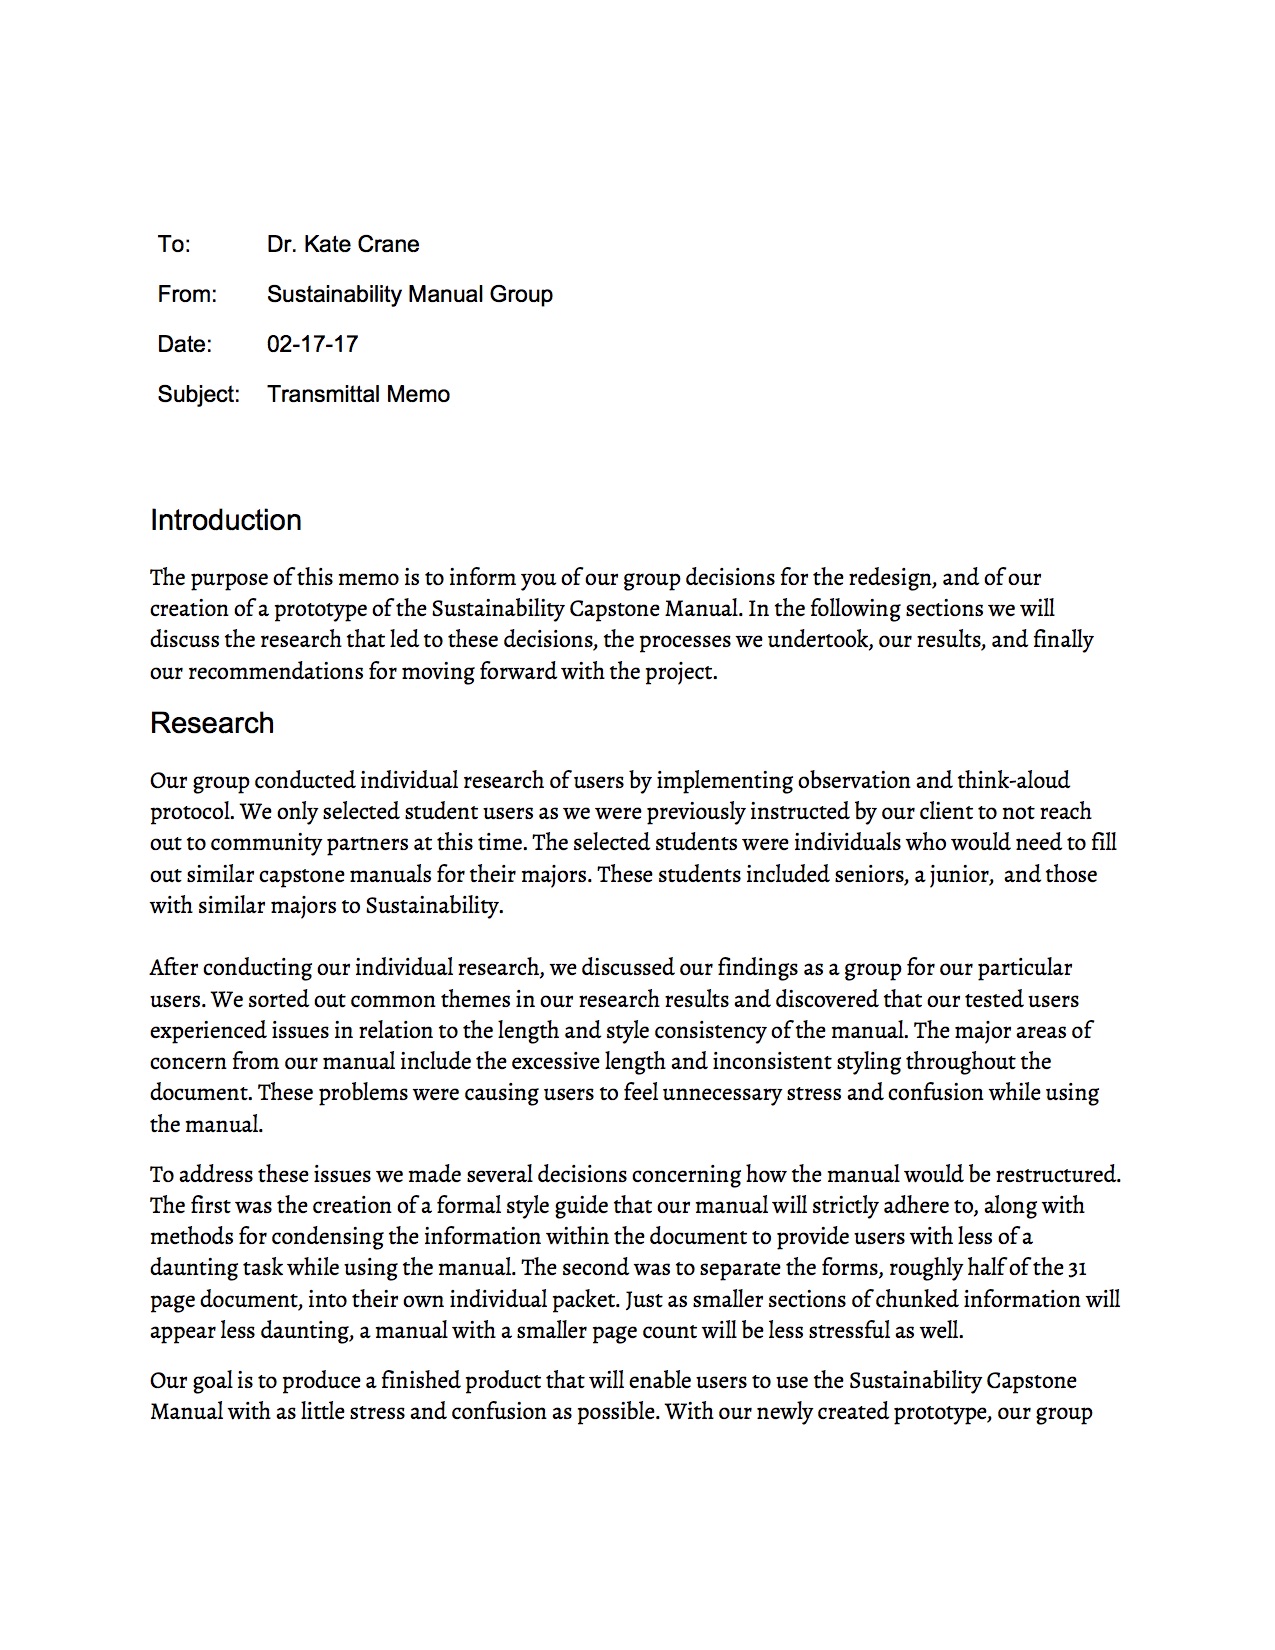 To: Dr. Kate Crane
From: Sustainability Manual Group
Date: 02-17-17
Subject: Transmittal Memo
Introduction
The purpose of this memo is to inform you of our group decisions for the redesign, and of our
creation of a prototype of the Sustainability Capstone Manual. In the following sections we will
discuss the research that led to these decisions, the processes we undertook, our results, and finally
our recommendations for moving forward with the project.
Research
Our group conducted individual research of users by implementing observation and think-aloud
protocol. We only selected student users as we were previously instructed by our client to not reach
out to community partners at this time. The selected students were individuals who would need to fill
out similar capstone manuals for their majors. These students included seniors, a junior,  and those
with similar majors to Sustainability.
After conducting our individual research, we discussed our findings as a group for our particular
users. We sorted out common themes in our research results and discovered that our tested users
experienced issues in relation to the length and style consistency of the manual. The major areas of
concern from our manual include the excessive length and inconsistent styling throughout the
document. These problems were causing users to feel unnecessary stress and confusion while using
the manual.
To address these issues we made several decisions concerning how the manual would be restructured.
The first was the creation of a formal style guide that our manual will strictly adhere to, along with
methods for condensing the information within the document to provide users with less of a
daunting task while using the manual. The second was to separate the forms, roughly half of the 31
page document, into their own individual packet. Just as smaller sections of chunked information will
appear less daunting, a manual with a smaller page count will be less stressful as well.
Our goal is to produce a finished product that will enable users to use the Sustainability Capstone
Manual with as little stress and confusion as possible. With our newly created prototype, our group